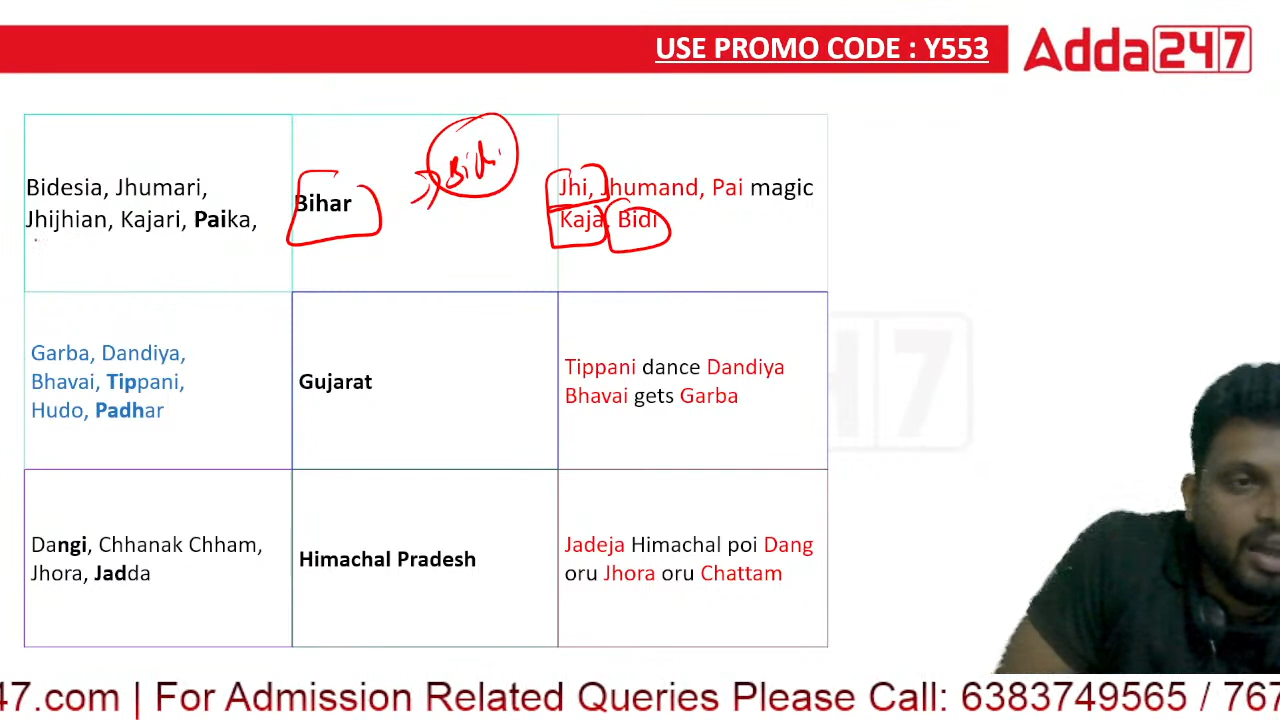 USE PROMO CODE : Y553
Adda247
Bidesia, Jhumari,
Jhijhian, Kajari, Paika,
Bihar
Bidi
Jhi, Jhumand, Pai magic
Kaja, Bidi
Garba, Dandiya,
Bhavai, Tippani,
Hudo, Padhar
Gujarat
Tippani dance Dandiya
Bhavai gets Garba
Dangi, Chhanak Chham,
Jhora, Jadda
Himachal Pradesh
Jadeja Himachal poi Dang
oru Jhora oru Chattam
47.com | For Admission Related Queries Please Call: 6383749565 / 767